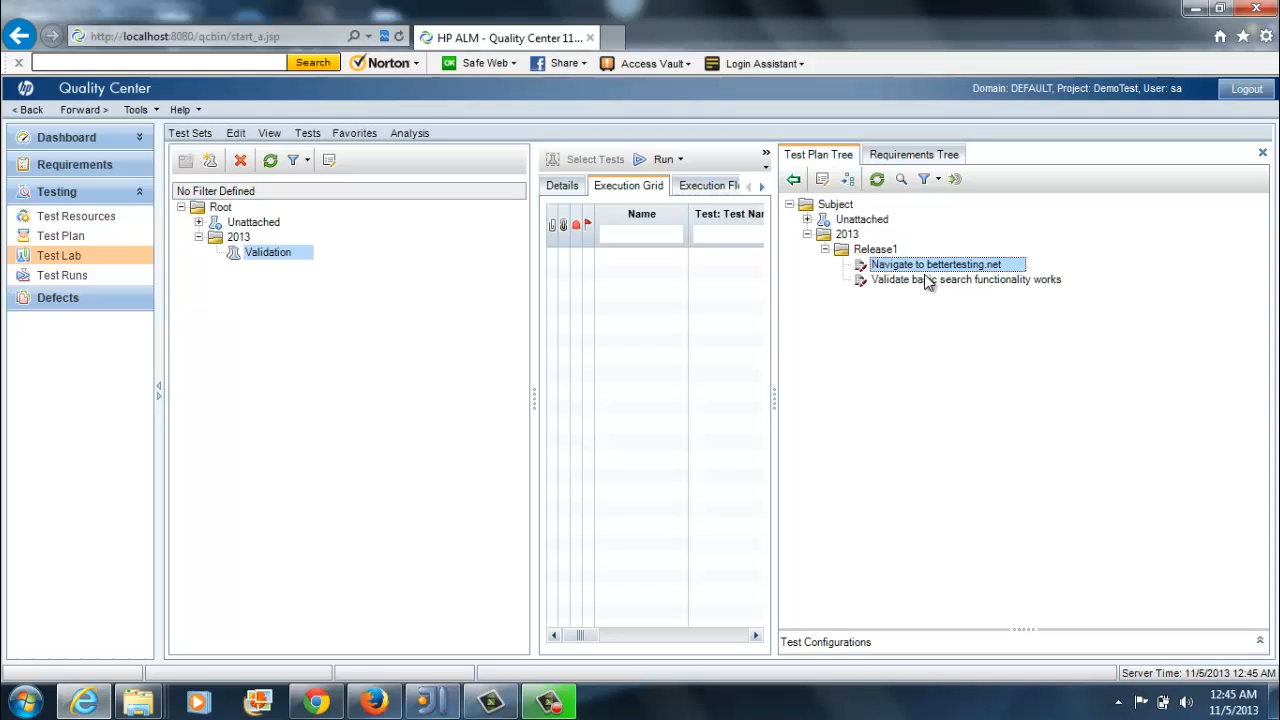 http://localhost:8080/qcbin/start_a.jsp
HP ALM - Quality Center 11...
Search
Norton
Safe Web
Share
Access Vault
Login Assistant
hp
Quality Center
Domain: DEFAULT, Project: DemoTest, User: sa
Logout
< Back
Forward >
Tools
Help
Dashboard
Requirements
Testing
Test Resources
Test Plan
Test Lab
Test Runs
Defects
Test Sets
Edit
View
Tests
Favorites
Analysis
No Filter Defined
Root
Unattached
2013
Validation
Select Tests
Run
Details
Execution Grid
Execution Fl
Name
Test: Test Nar
Test Plan Tree
Requirements Tree
Subject
Unattached
2013
Release1
Navigate to bettertesting.net
Validate basic search functionality works
Test Configurations
Server Time: 11/5/2013 12:45 AM
12:45 AM
11/5/2013